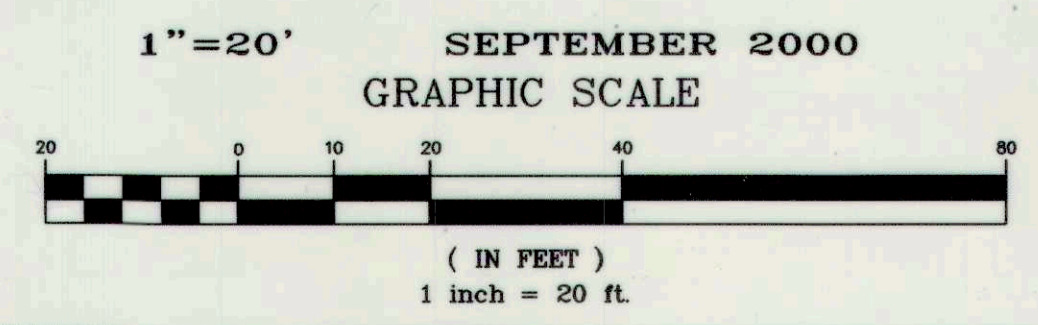 1"=20' SEPTEMBER 2000
GRAPHIC SCALE
20 0 10 20 40 80
( IN FEET )
1 inch = 20 ft.